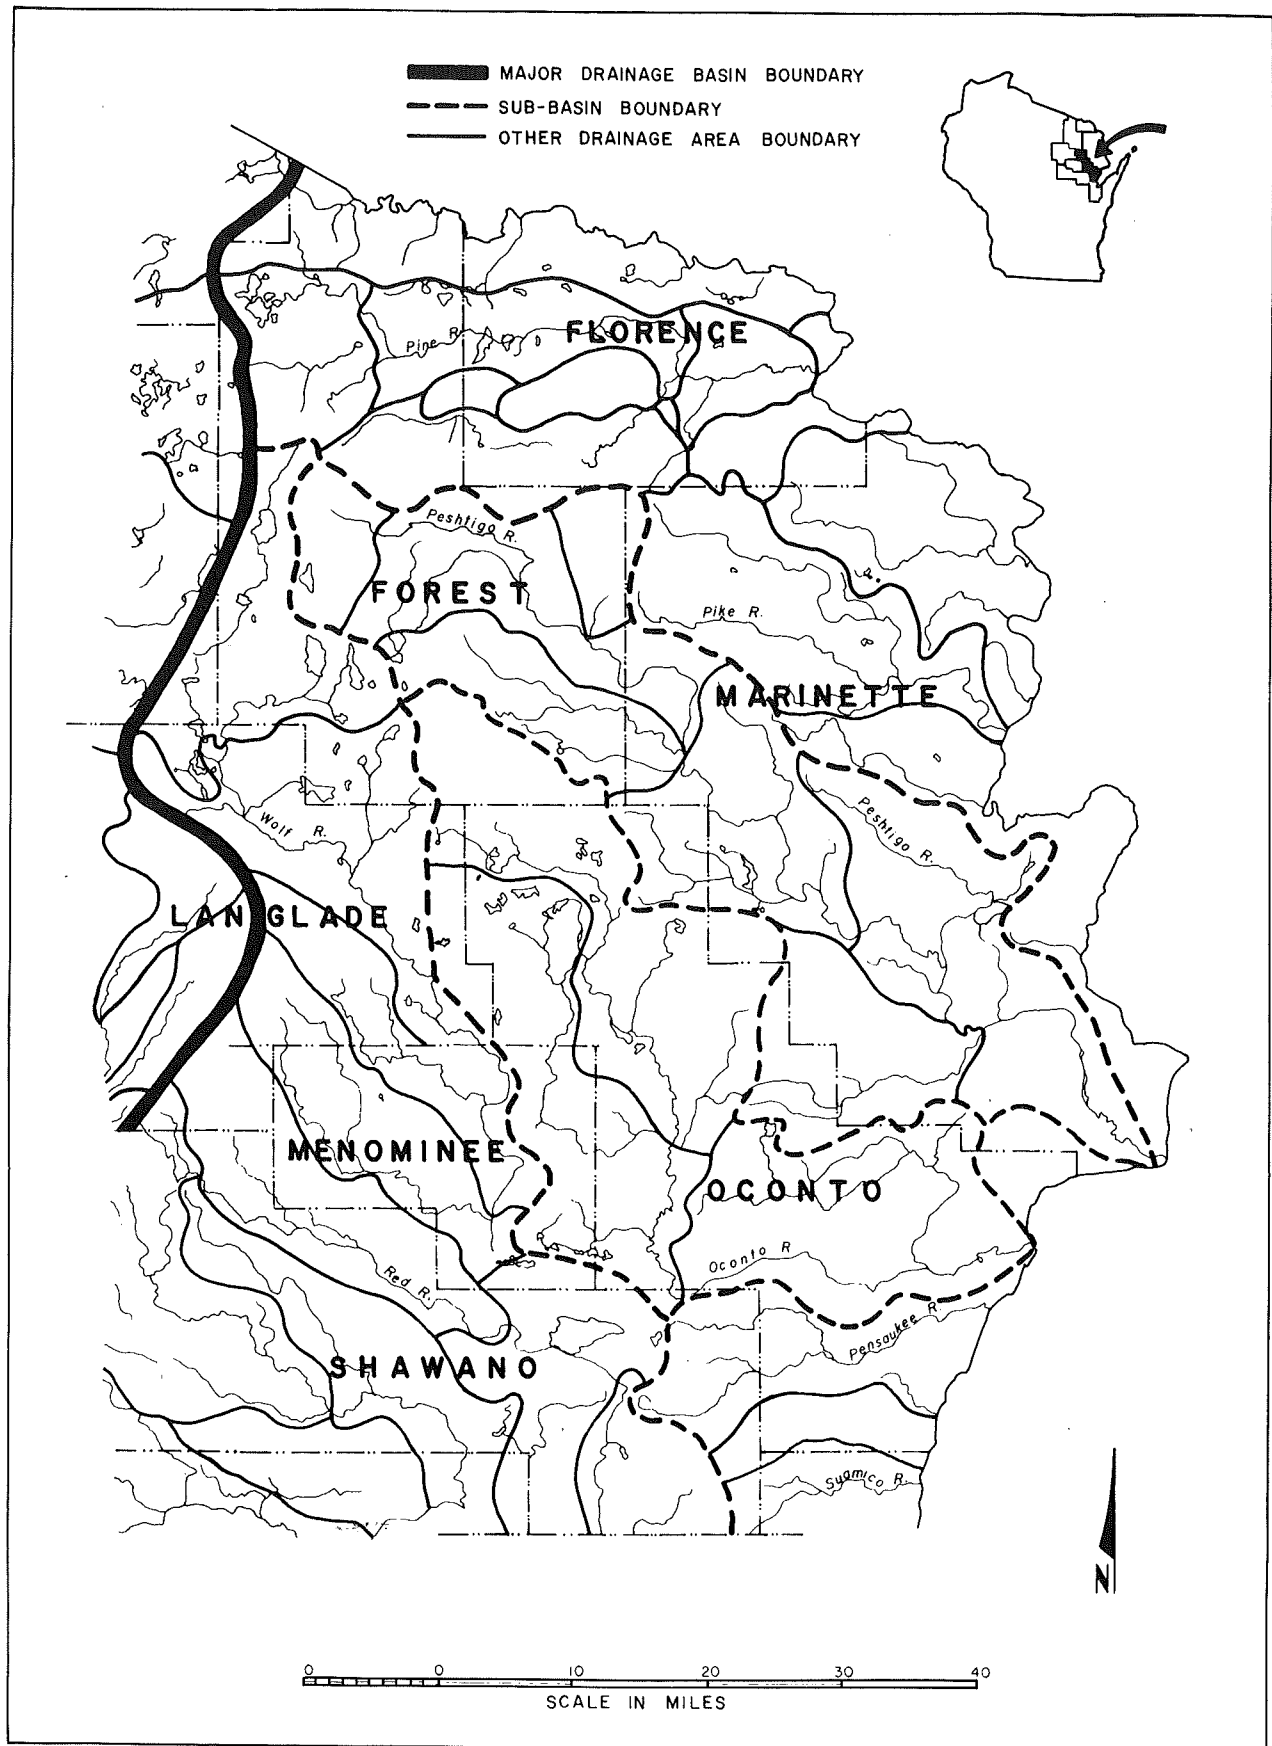 MAJOR DRAINAGE BASIN BOUNDARY
SUB-BASIN BOUNDARY
OTHER DRAINAGE AREA BOUNDARY
FLORENCE
Pine R.
Peshtigo R.
FOREST
Pike R.
MARINETTE
Peshtigo R.
Wolf R.
LANGLADE
MENOMINEE
OCONTO
Oconto R
Red R.
Pensaukee R.
SHAWANO
Suamico R.
N
0 0 10 20 30 40
SCALE IN MILES